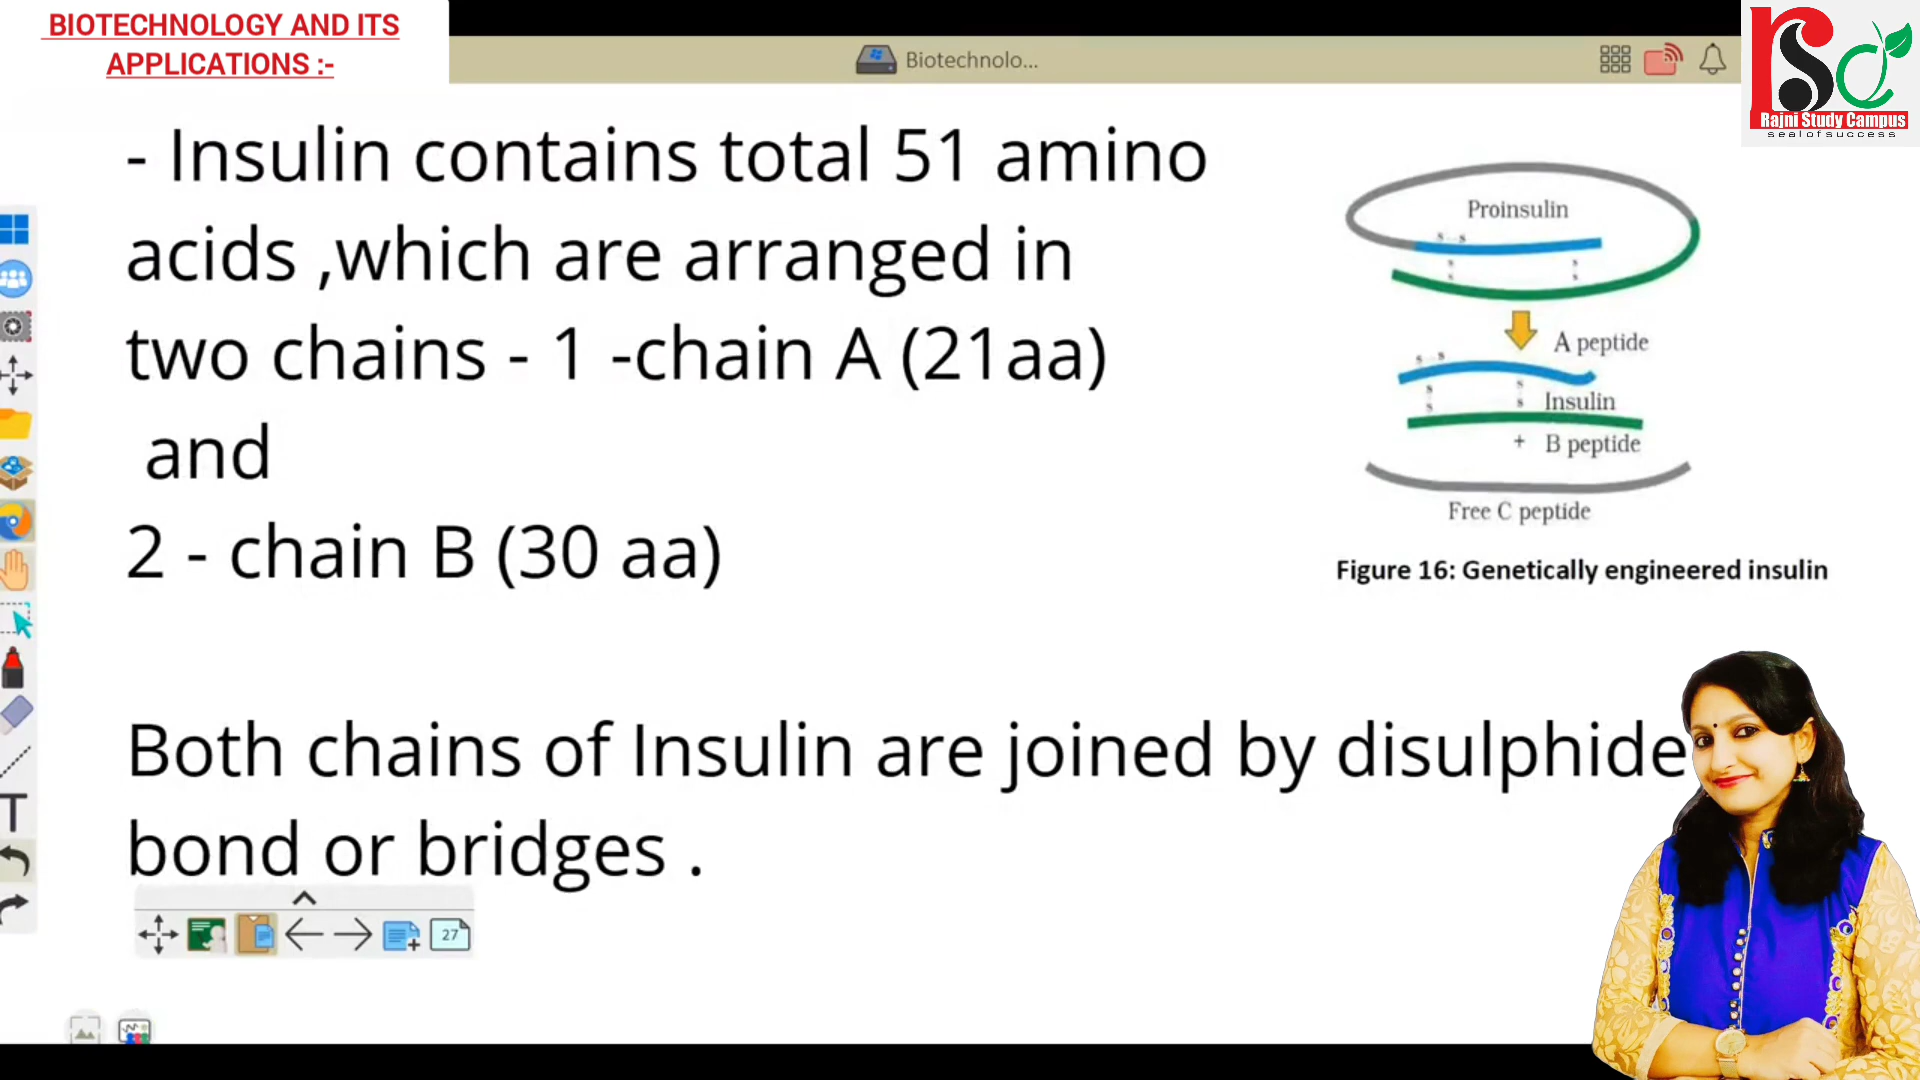 BIOTECHNOLOGY AND ITS
APPLICATIONS :-
Biotechnolo...
Rajni Study Campus
seal of success
- Insulin contains total 51 amino
acids ,which are arranged in
two chains - 1 -chain A (21aa)
and
2 - chain B (30 aa)
Both chains of Insulin are joined by disulphide
bond or bridges .
Proinsulin
s s
s s
s s
A peptide
s s
s s
s s
Insulin
+ B peptide
Free C peptide
Figure 16: Genetically engineered insulin
T
27